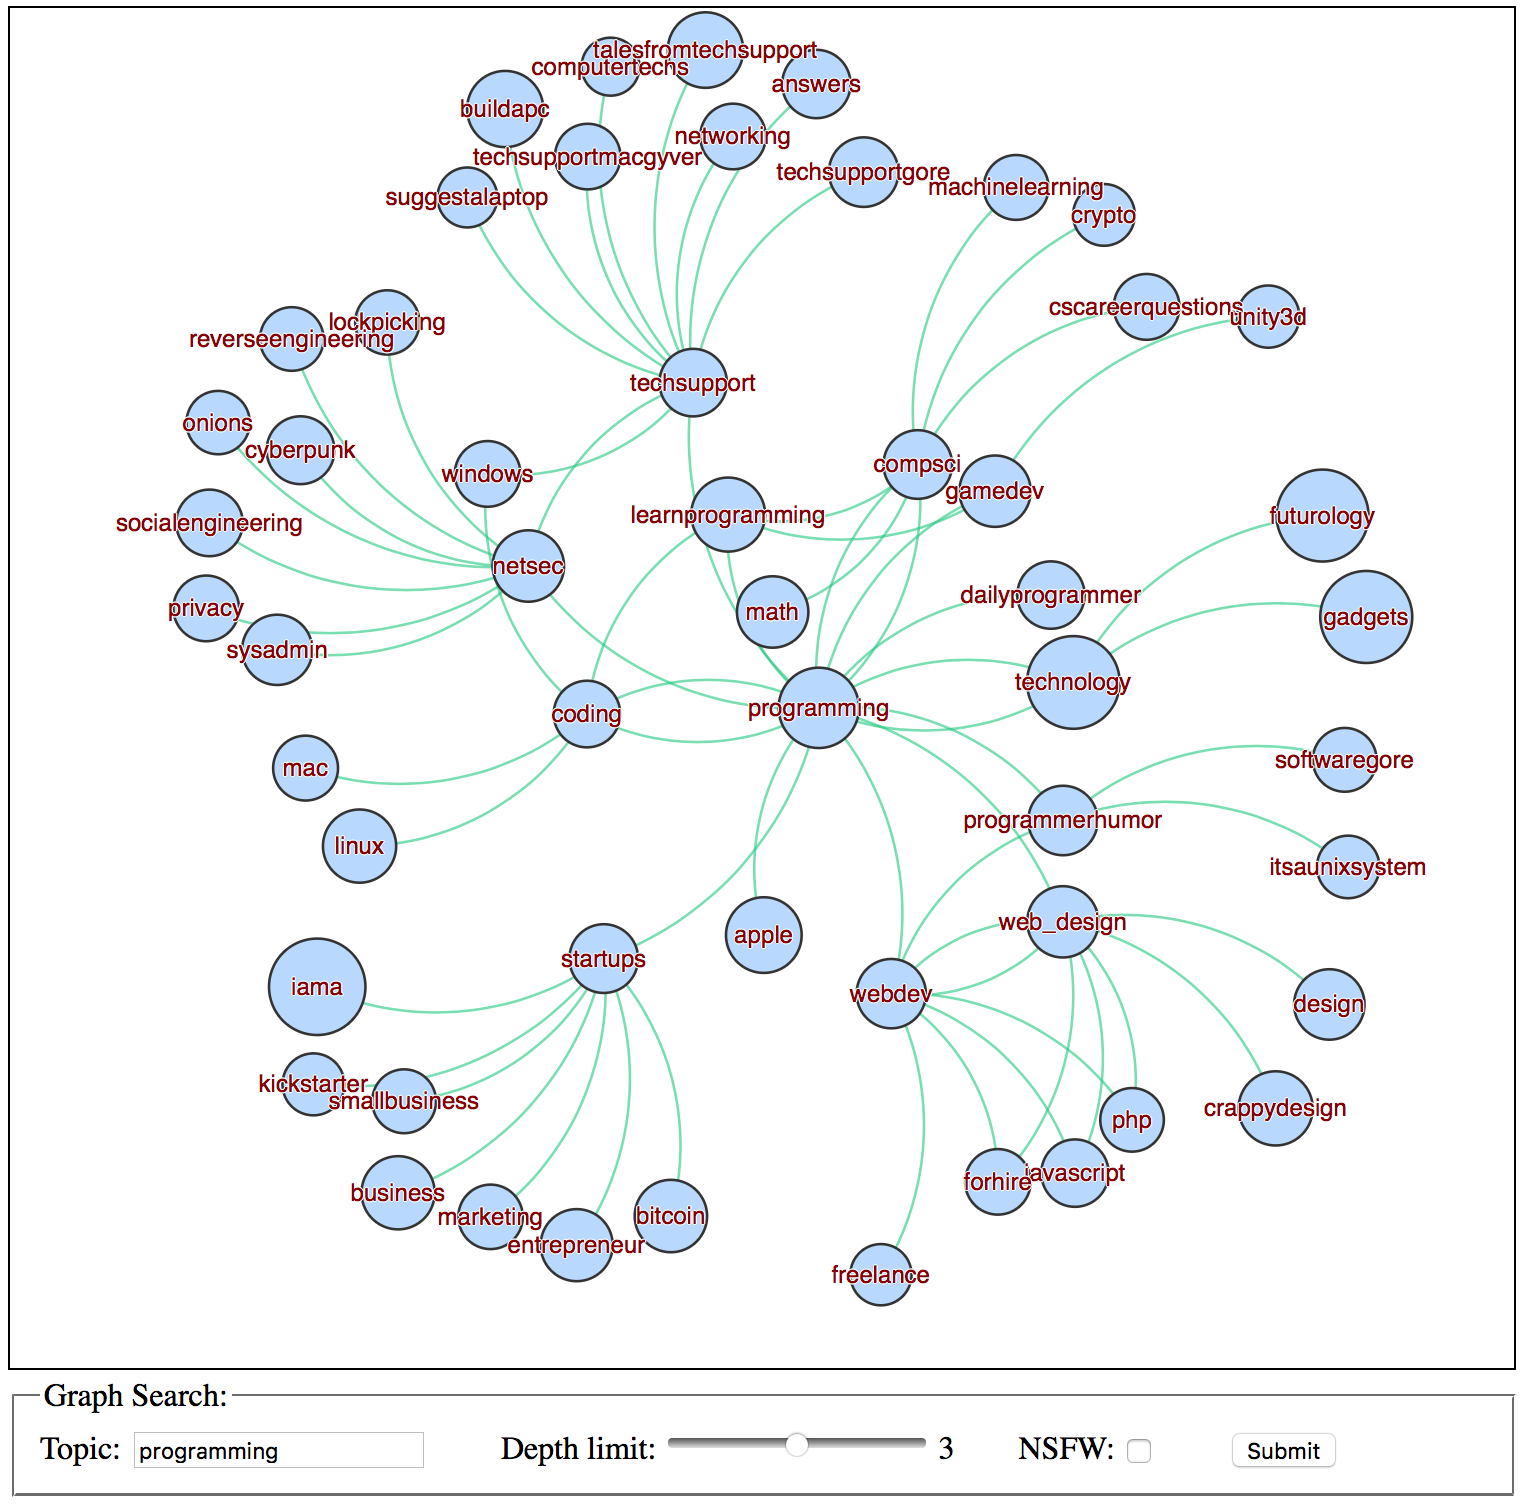 talesfromtechsupport
computertechs
answers
buildapc
networking
techsupportmacgyver
techsupportgore
machinelearning
suggestalaptop
crypto
cscareerquestions
unity3d
lockpicking
reverseengineering
techsupport
onions
cyberpunk
compsci
windows
gamedev
learnprogramming
futurology
socialengineering
netsec
dailyprogrammer
privacy
math
gadgets
sysadmin
technology
programming
coding
softwaregore
mac
programmerhumor
linux
itsaunixsystem
web_design
apple
startups
iama
webdev
design
kickstarter
smallbusiness
crappydesign
php
javascript
forhire
business
marketing
bitcoin
entrepreneur
freelance
Graph Search:
Topic: programming Depth limit: 3 NSFW: Submit